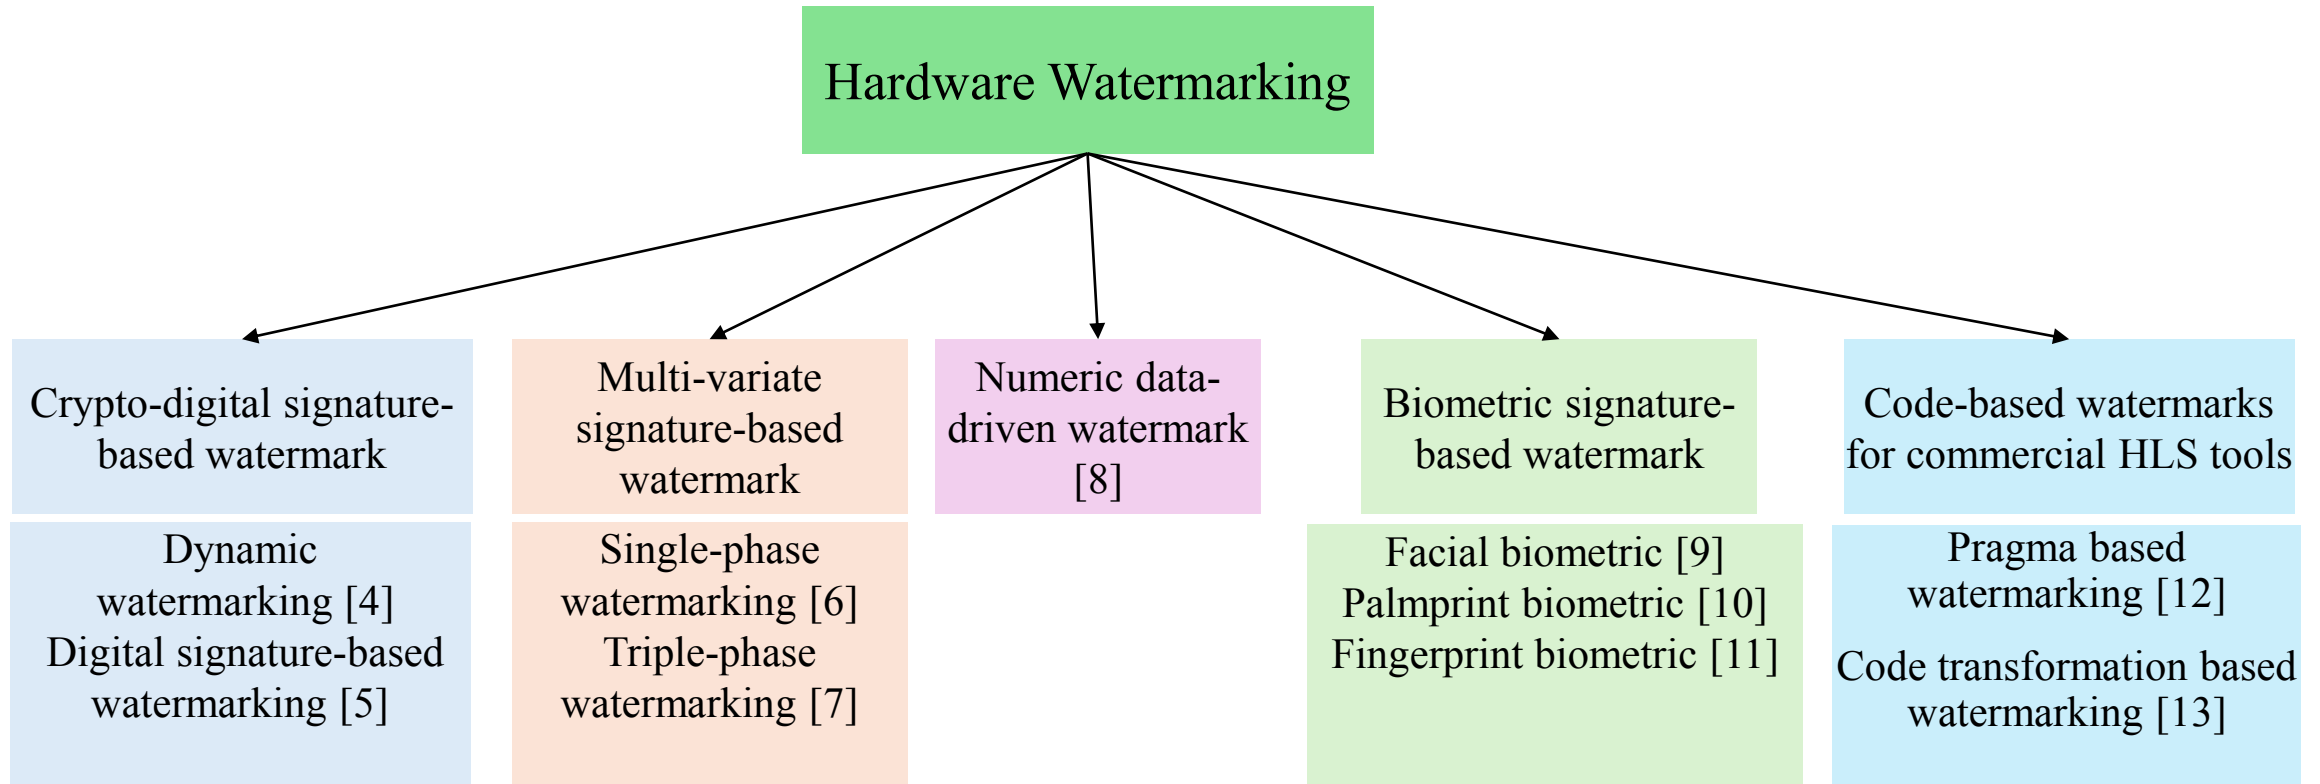 Hardware Watermarking
Crypto-digital signature-
based watermark
Multi-variate
signature-based
watermark
Numeric data-
driven watermark
[8]
Biometric signature-
based watermark
Code-based watermarks
for commercial HLS tools
Dynamic
watermarking [4]
Digital signature-based
watermarking [5]
Single-phase
watermarking [6]
Triple-phase
watermarking [7]
Facial biometric [9]
Palmprint biometric [10]
Fingerprint biometric [11]
Pragma based
watermarking [12]
Code transformation based
watermarking [13]